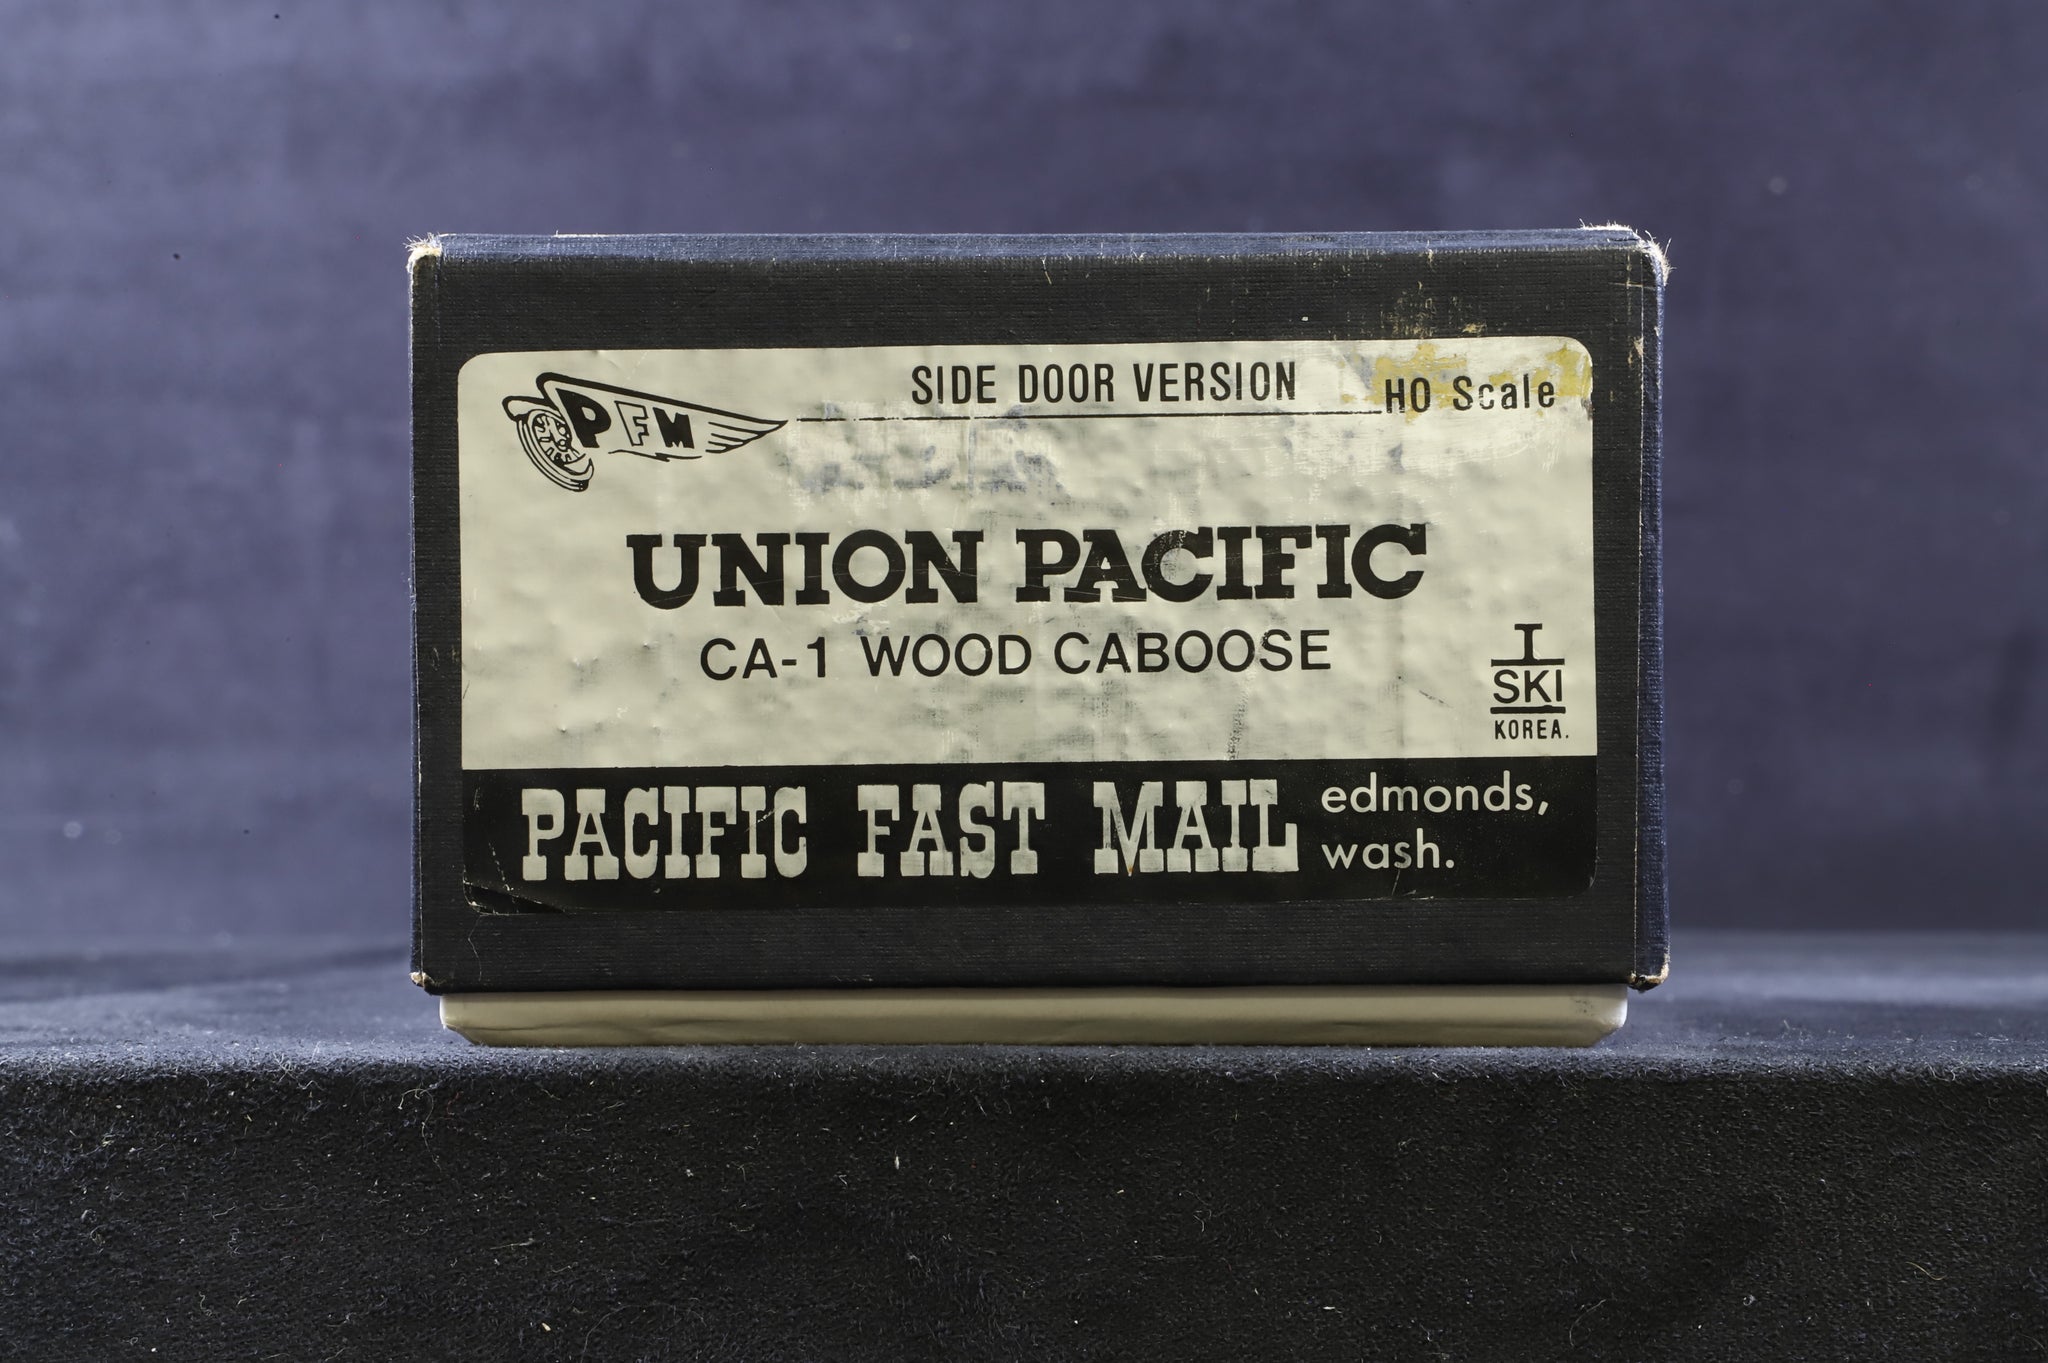 SIDE DOOR VERSION
HO Scale
PFM
UNION PACIFIC
CA-1 WOOD CABOOSE
I
SKI
KOREA.
PACIFIC FAST MAIL
edmonds,
wash.